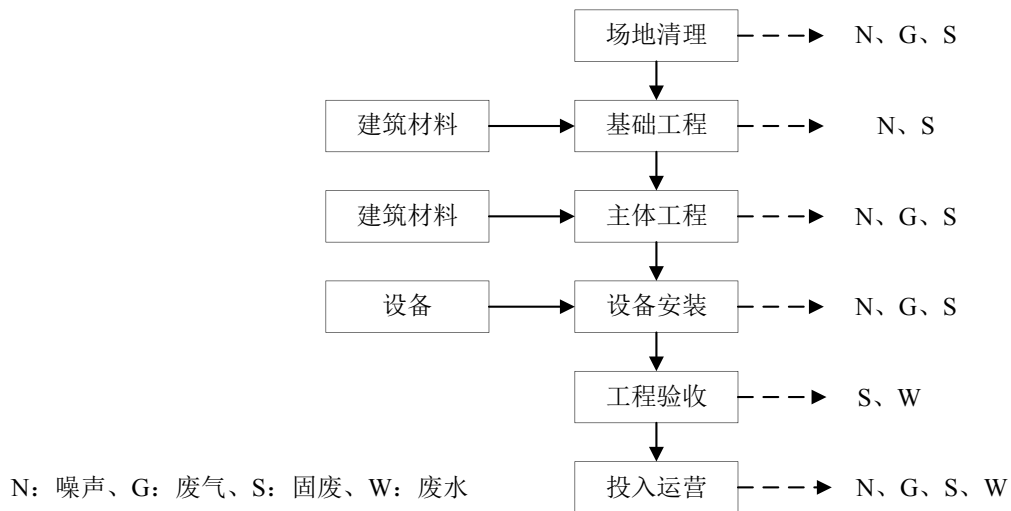 场地清理 N、G、S
建筑材料 基础工程 N、S
建筑材料 主体工程 N、G、S
设备 设备安装 N、G、S
工程验收 S、W
N：噪声、G：废气、S：固废、W：废水 投入运营 N、G、S、W